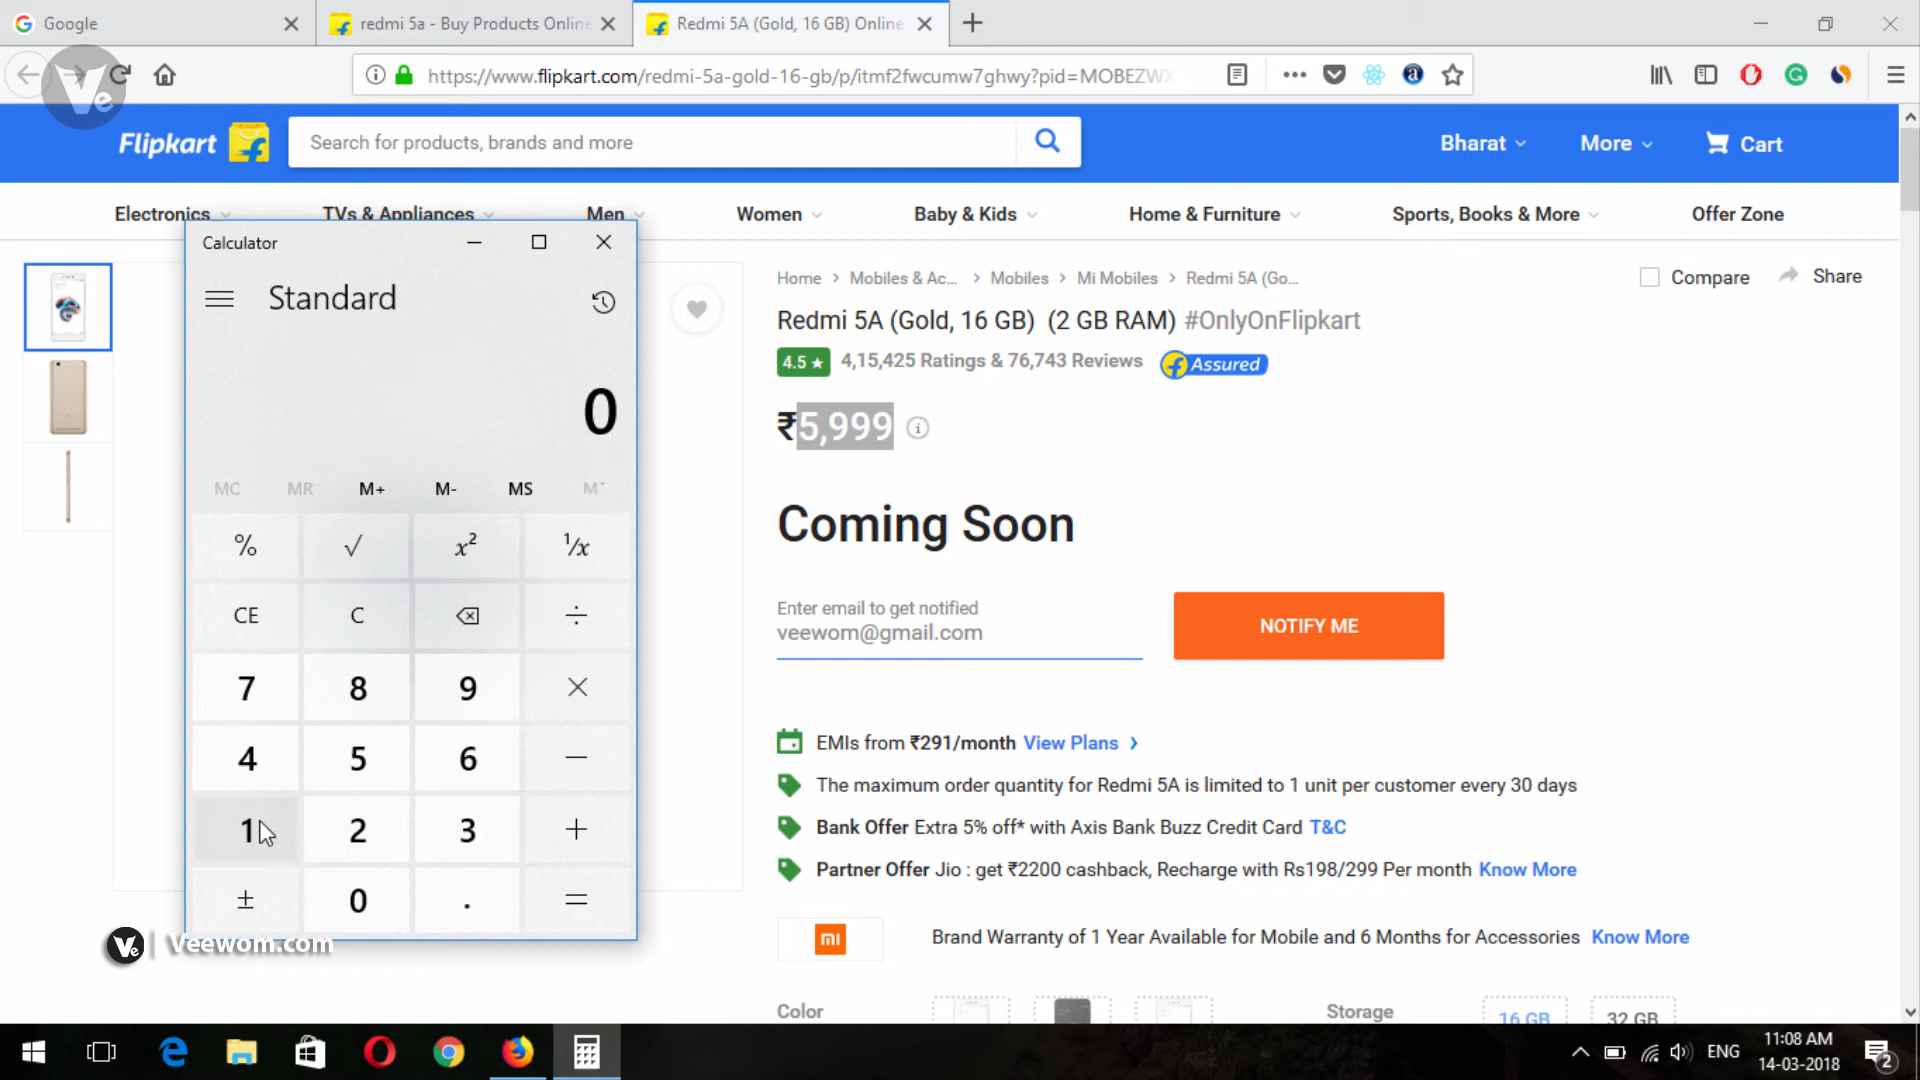 Google
redmi 5a - Buy Products Online
Redmi 5A (Gold, 16 GB) Online
https://www.flipkart.com/redmi-5a-gold-16-gb/p/itmf2fwcumw7ghwy?pid=MOBEZWX
Ve
Flipkart
Search for products, brands and more
Bharat
More
Cart
Electronics
TVs & Appliances
Men
Women
Baby & Kids
Home & Furniture
Sports, Books & More
Offer Zone
Calculator
Standard
0
MC MR M+ M- MS M˅
% √ x² ¹/x
CE C ÷
7 8 9 ×
4 5 6 −
1 2 3 +
± 0 . =
Home > Mobiles & Ac... > Mobiles > Mi Mobiles > Redmi 5A (Go...
Compare
Share
Redmi 5A (Gold, 16 GB) (2 GB RAM) #OnlyOnFlipkart
4.5 ★ 4,15,425 Ratings & 76,743 Reviews
Assured
₹5,999
Coming Soon
Enter email to get notified
veewom@gmail.com
NOTIFY ME
EMIs from ₹291/month View Plans
The maximum order quantity for Redmi 5A is limited to 1 unit per customer every 30 days
Bank Offer Extra 5% off* with Axis Bank Buzz Credit Card T&C
Partner Offer Jio : get ₹2200 cashback, Recharge with Rs198/299 Per month Know More
mi
Brand Warranty of 1 Year Available for Mobile and 6 Months for Accessories Know More
Color
Storage
16 GB
32 GB
Ve | Veewom.com
ENG
11:08 AM
14-03-2018
2